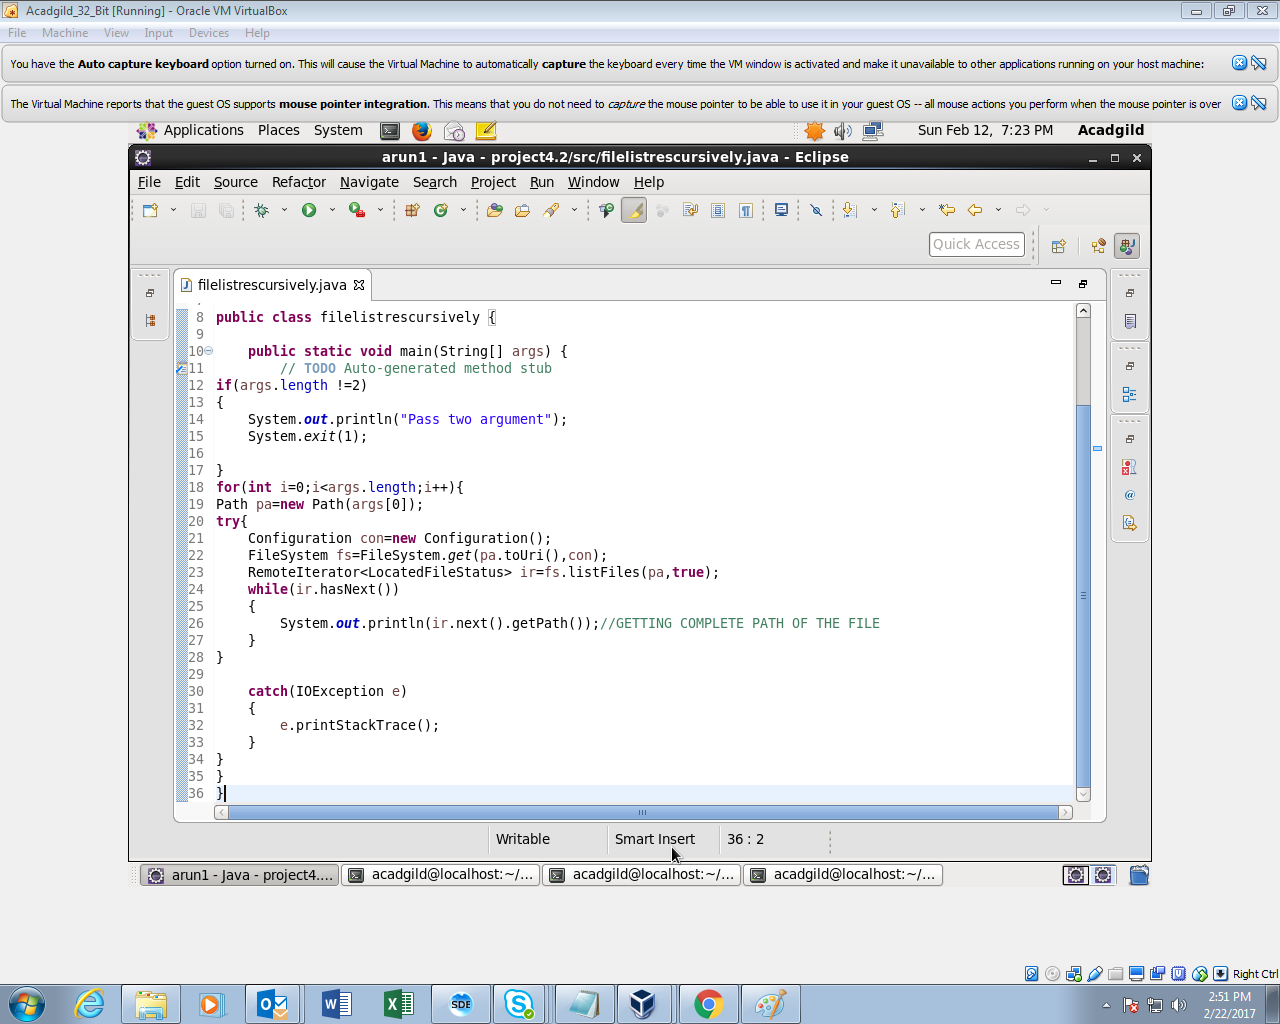 Acadgild_32_Bit [Running] - Oracle VM VirtualBox
File Machine View Input Devices Help
You have the Auto capture keyboard option turned on. This will cause the Virtual Machine to automatically capture the keyboard every time the VM window is activated and make it unavailable to other applications running on your host machine:
The Virtual Machine reports that the guest OS supports mouse pointer integration. This means that you do not need to capture the mouse pointer to be able to use it in your guest OS -- all mouse actions you perform when the mouse pointer is over
Applications Places System Sun Feb 12, 7:23 PM Acadgild
arun1 - Java - project4.2/src/filelistrescursively.java - Eclipse
File Edit Source Refactor Navigate Search Project Run Window Help
Quick Access
filelistrescursively.java
8 public class filelistrescursively {
9
10 public static void main(String[] args) {
11 // TODO Auto-generated method stub
12 if(args.length !=2)
13 {
14 System.out.println("Pass two argument");
15 System.exit(1);
16
17 }
18 for(int i=0;i<args.length;i++){
19 Path pa=new Path(args[0]);
20 try{
21 Configuration con=new Configuration();
22 FileSystem fs=FileSystem.get(pa.toUri(),con);
23 RemoteIterator<LocatedFileStatus> ir=fs.listFiles(pa,true);
24 while(ir.hasNext())
25 {
26 System.out.println(ir.next().getPath());//GETTING COMPLETE PATH OF THE FILE
27 }
28 }
29
30 catch(IOException e)
31 {
32 e.printStackTrace();
33 }
34 }
35 }
36 }
Writable Smart Insert 36 : 2
arun1 - Java - project4.... acadgild@localhost:~/... acadgild@localhost:~/... acadgild@localhost:~/...
Right Ctrl
SDE
2:51 PM
2/22/2017